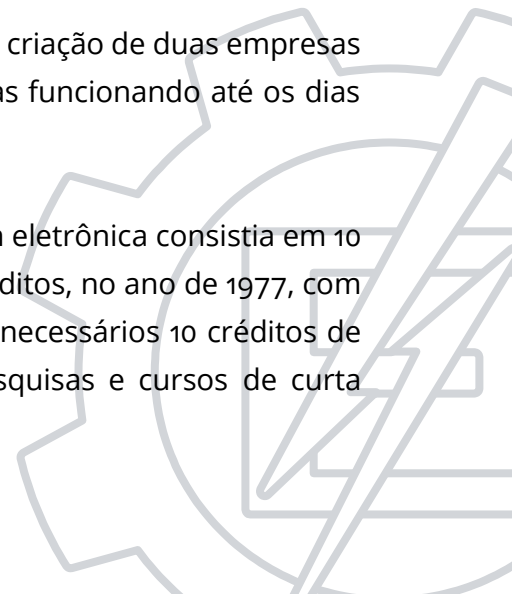 criação de duas empresas
as funcionando até os dias
eletrônica consistia em 10
ditos, no ano de 1977, com
necessários 10 créditos de
squisas e cursos de curta